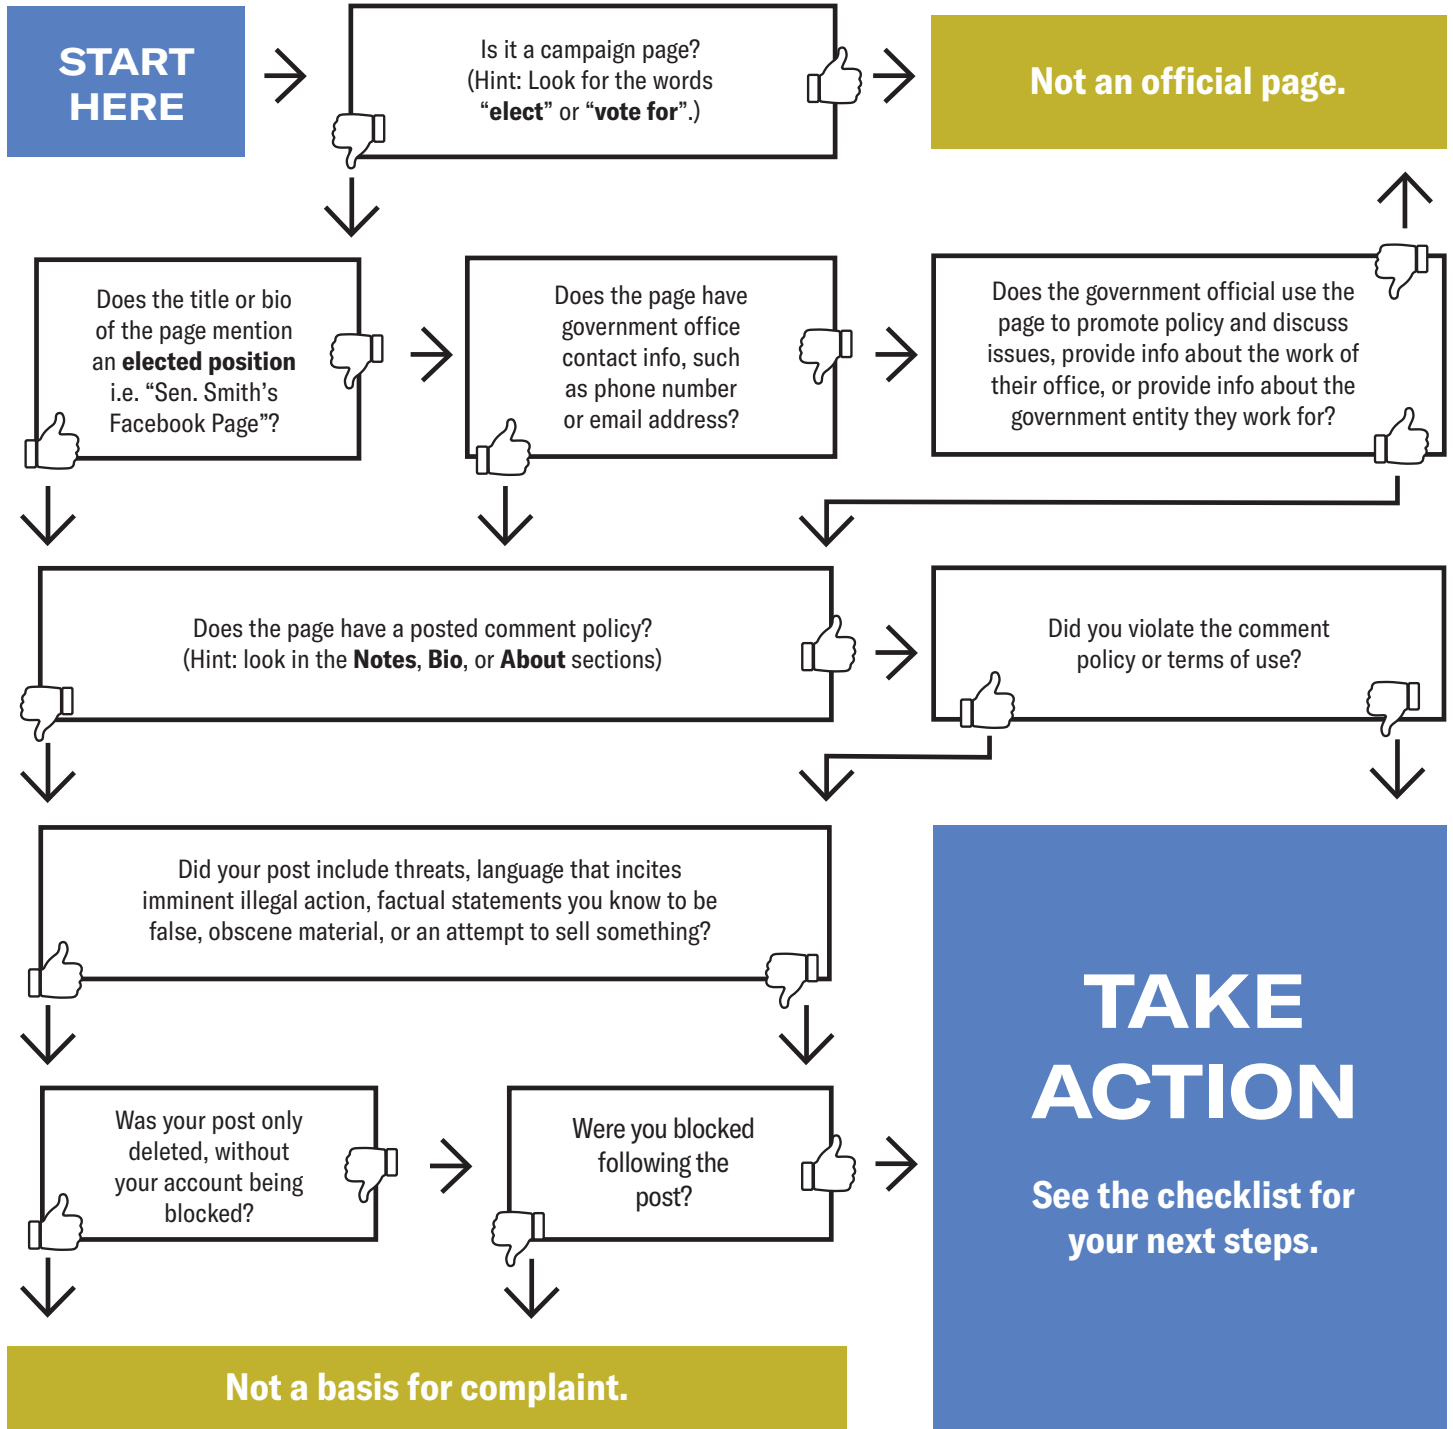 START
HERE
Is it a campaign page?
(Hint: Look for the words
“elect” or “vote for”.)
Not an official page.
Does the title or bio
of the page mention
an elected position
i.e. “Sen. Smith’s
Facebook Page”?
Does the page have
government office
contact info, such
as phone number
or email address?
Does the government official use the
page to promote policy and discuss
issues, provide info about the work of
their office, or provide info about the
government entity they work for?
Does the page have a posted comment policy?
(Hint: look in the Notes, Bio, or About sections)
Did you violate the comment
policy or terms of use?
Did your post include threats, language that incites
imminent illegal action, factual statements you know to be
false, obscene material, or an attempt to sell something?
Was your post only
deleted, without
your account being
blocked?
Were you blocked
following the
post?
TAKE
ACTION
See the checklist for
your next steps.
Not a basis for complaint.